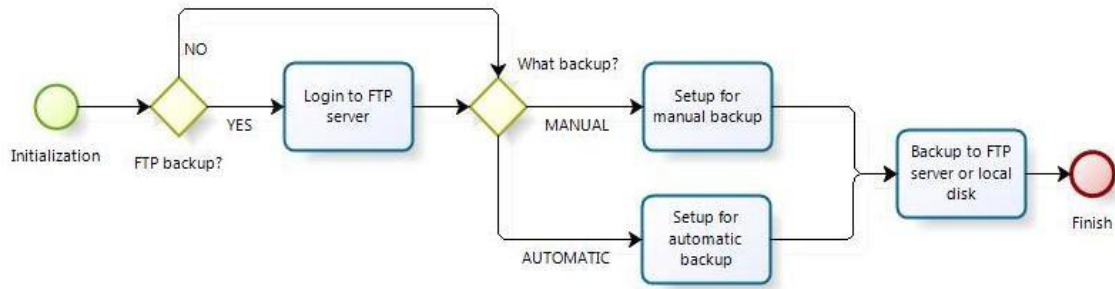 Initialization
FTP backup?
NO
YES
Login to FTP
server
What backup?
MANUAL
AUTOMATIC
Setup for
manual backup
Setup for
automatic
backup
Backup to FTP
server or local
disk
Finish